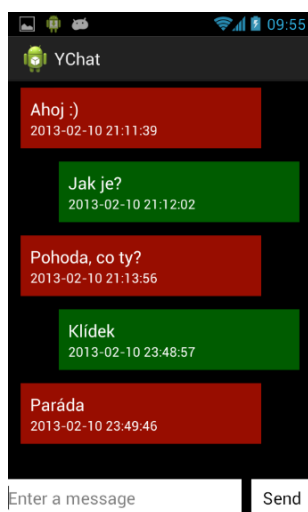 09:55
YChat
Ahoj :)
2013-02-10 21:11:39
Jak je?
2013-02-10 21:12:02
Pohoda, co ty?
2013-02-10 21:13:56
Klídek
2013-02-10 23:48:57
Paráda
2013-02-10 23:49:46
Enter a message
Send